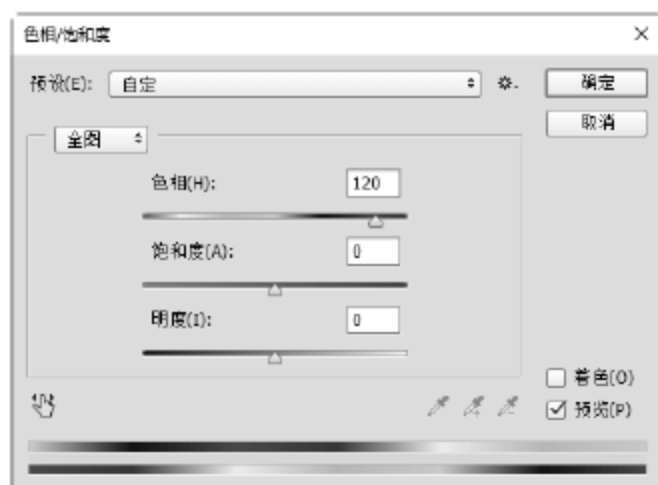 色相/饱和度
预设(E): 自定
确定
取消
全图
色相(H): 120
饱和度(A): 0
明度(I): 0
着色(O)
预览(P)